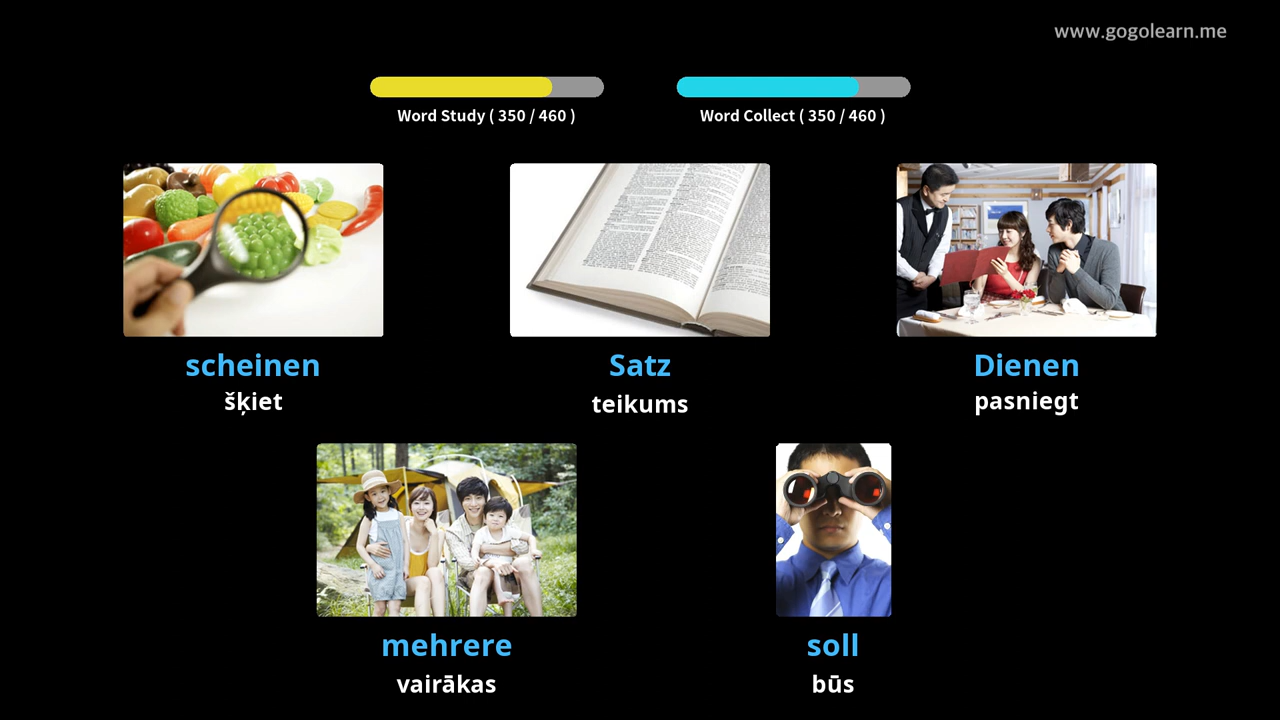 www.gogolearn.me
Word Study ( 350 / 460 )
Word Collect ( 350 / 460 )
scheinen
šķiet
Satz
teikums
Dienen
pasniegt
mehrere
vairākas
soll
būs